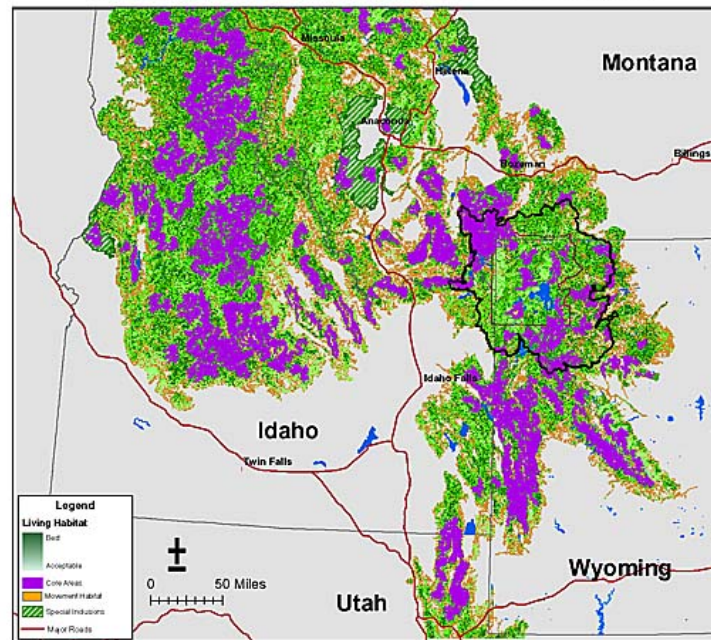 Missoula
Helena
Montana
Anaconda
Bozeman
Billings
Idaho Falls
Idaho
Twin Falls
Wyoming
Utah
Legend
Living Habitat
Best
Acceptable
Core Areas
Movement Habitat
Special Inclusions
Major Roads
±
0 50 Miles